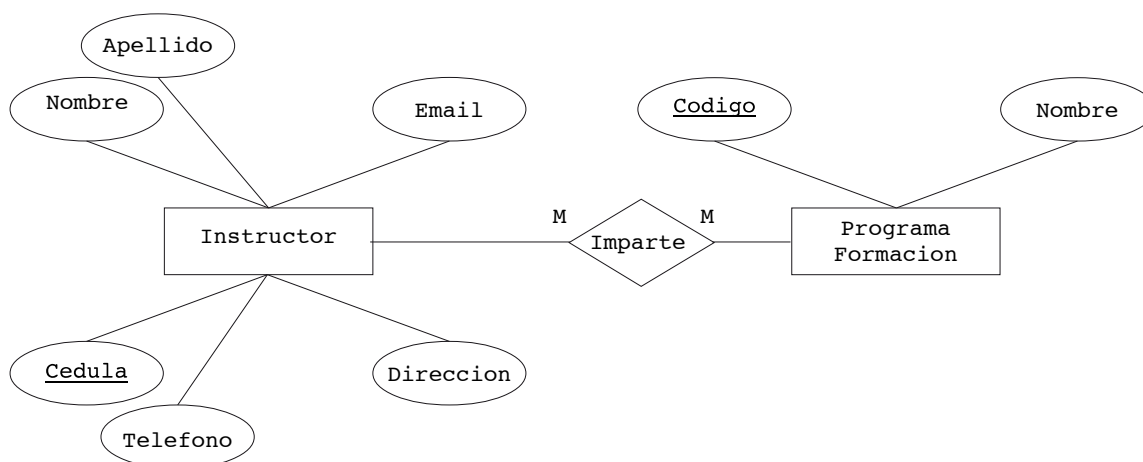 Apellido
Nombre
Email
Codigo
Nombre
M
M
Instructor
Imparte
Programa
Formacion
Cedula
Direccion
Telefono